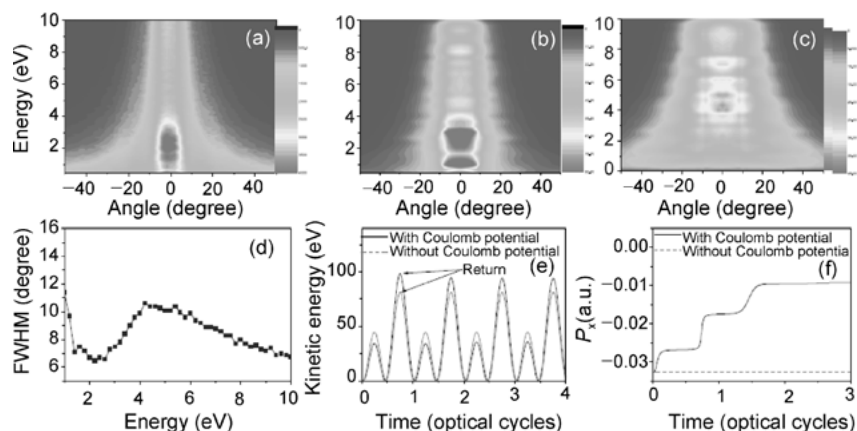 (a)
(b)
(c)
Energy (eV)
10
8
6
4
2
−40 −20 0 20 40
Angle (degree)
10
8
6
4
2
−40 −20 0 20 40
Angle (degree)
10
8
6
4
2
0
−40 −20 0 20 40
Angle (degree)
(d)
FWHM (degree)
16
14
12
10
8
6
2 4 6 8 10
Energy (eV)
With Coulomb potential
Without Coulomb potential
(e)
Return
Kinetic energy (eV)
100
50
0
0 1 2 3 4
Time (optical cycles)
With Coulomb potential
Without Coulomb potentia
(f)
Px(a.u.)
0.00
−0.01
−0.02
−0.03
0 1 2 3
Time (optical cycles)